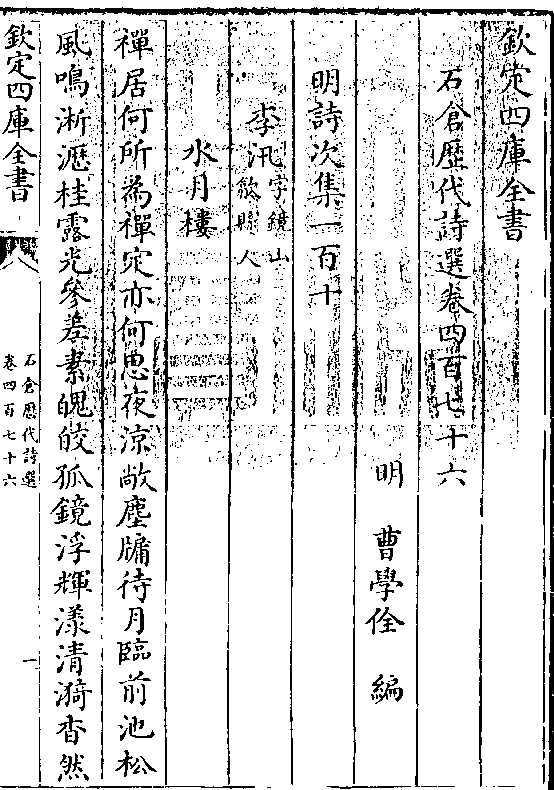 欽定四庫全書
石倉歷代詩選卷四百七十六
明 曹學佺 編
明詩次集一百十
李汛字鏡山
歙縣人
水月樓
禪居何所為禪定亦何思夜涼敞塵牖待月臨前池松
風鳴淅瀝桂露光參差素魄皎孤鏡浮輝漾清漪杳然
欽定四庫全書
石倉歷代詩選
卷四百七十六
一